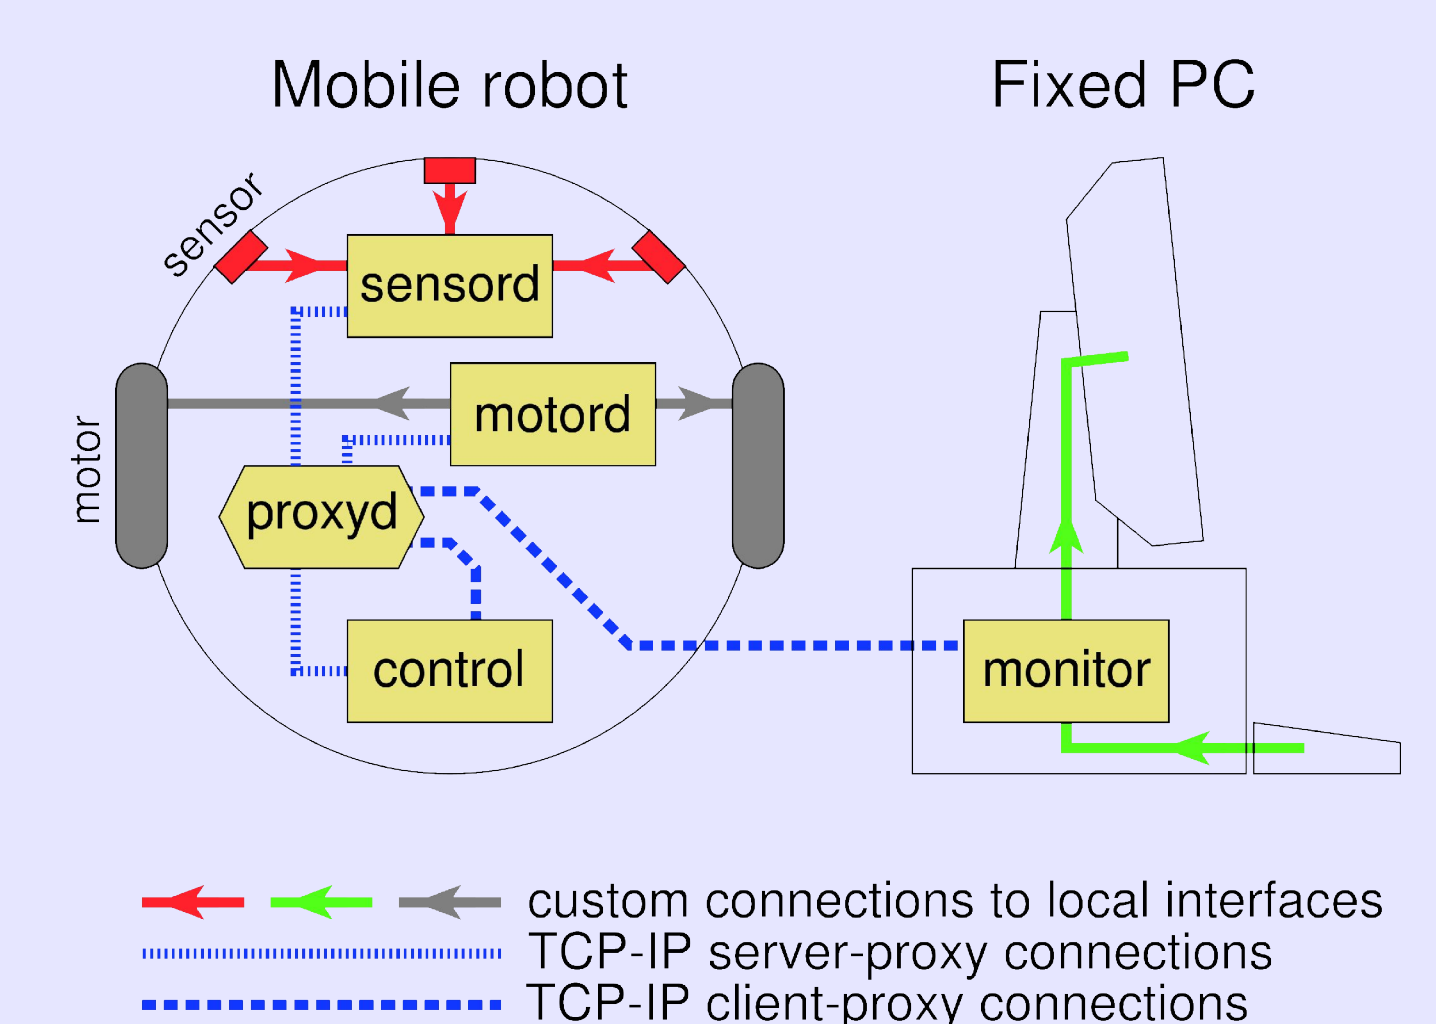 Mobile robot
Fixed PC
sensor
sensord
motord
motor
proxyd
control
monitor
custom connections to local interfaces
TCP-IP server-proxy connections
TCP-IP client-proxy connections